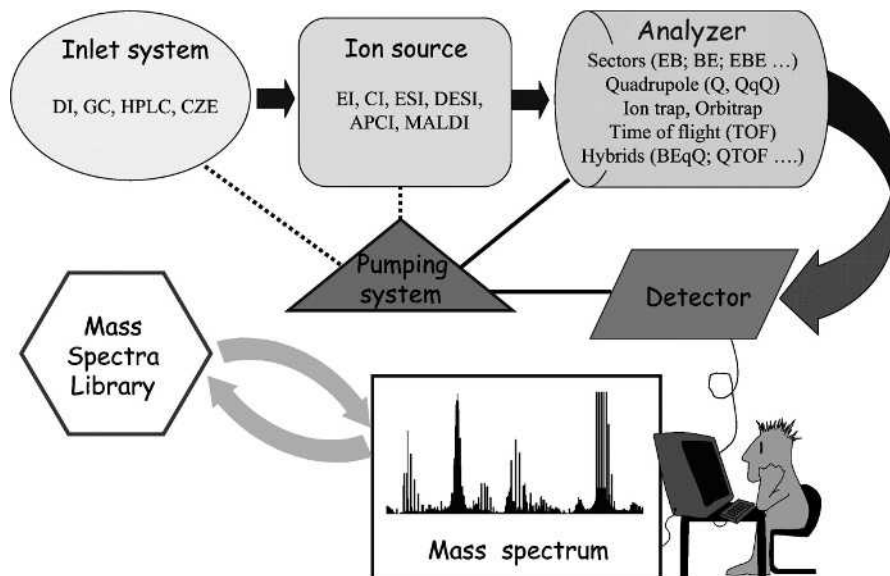 Inlet system
DI, GC, HPLC, CZE
Ion source
EI, CI, ESI, DESI,
APCI, MALDI
Analyzer
Sectors (EB; BE; EBE ...)
Quadrupole (Q, QqQ)
Ion trap, Orbitrap
Time of flight (TOF)
Hybrids (BEqQ; QTOF ....)
Pumping
system
Detector
Mass
Spectra
Library
Mass spectrum